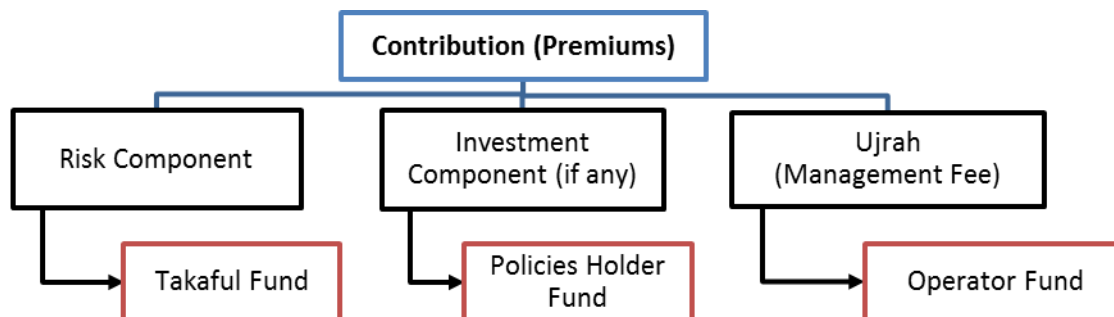 Contribution (Premiums)
Risk Component
Investment
Component (if any)
Ujrah
(Management Fee)
Takaful Fund
Policies Holder
Fund
Operator Fund